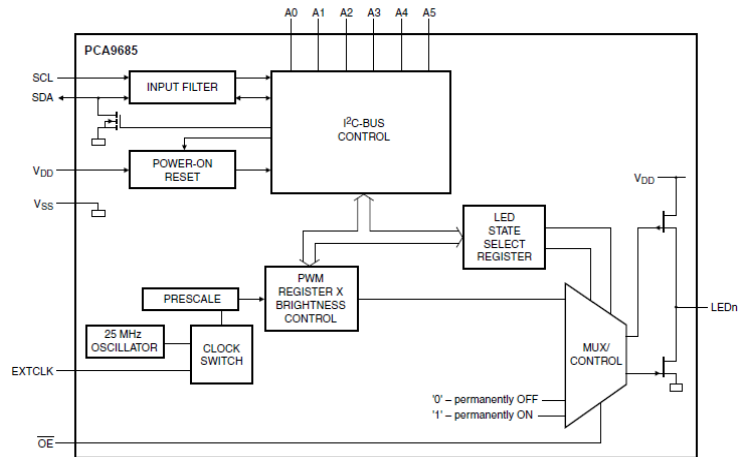 A0 A1 A2 A3 A4 A5
PCA9685
SCL
SDA
INPUT FILTER
I²C-BUS
CONTROL
VDD
POWER-ON
RESET
VSS
VDD
LED
STATE
SELECT
REGISTER
PWM
REGISTER X
BRIGHTNESS
CONTROL
PRESCALE
25 MHz
OSCILLATOR
CLOCK
SWITCH
EXTCLK
MUX/
CONTROL
LEDn
'0' – permanently OFF
'1' – permanently ON
O̅E̅